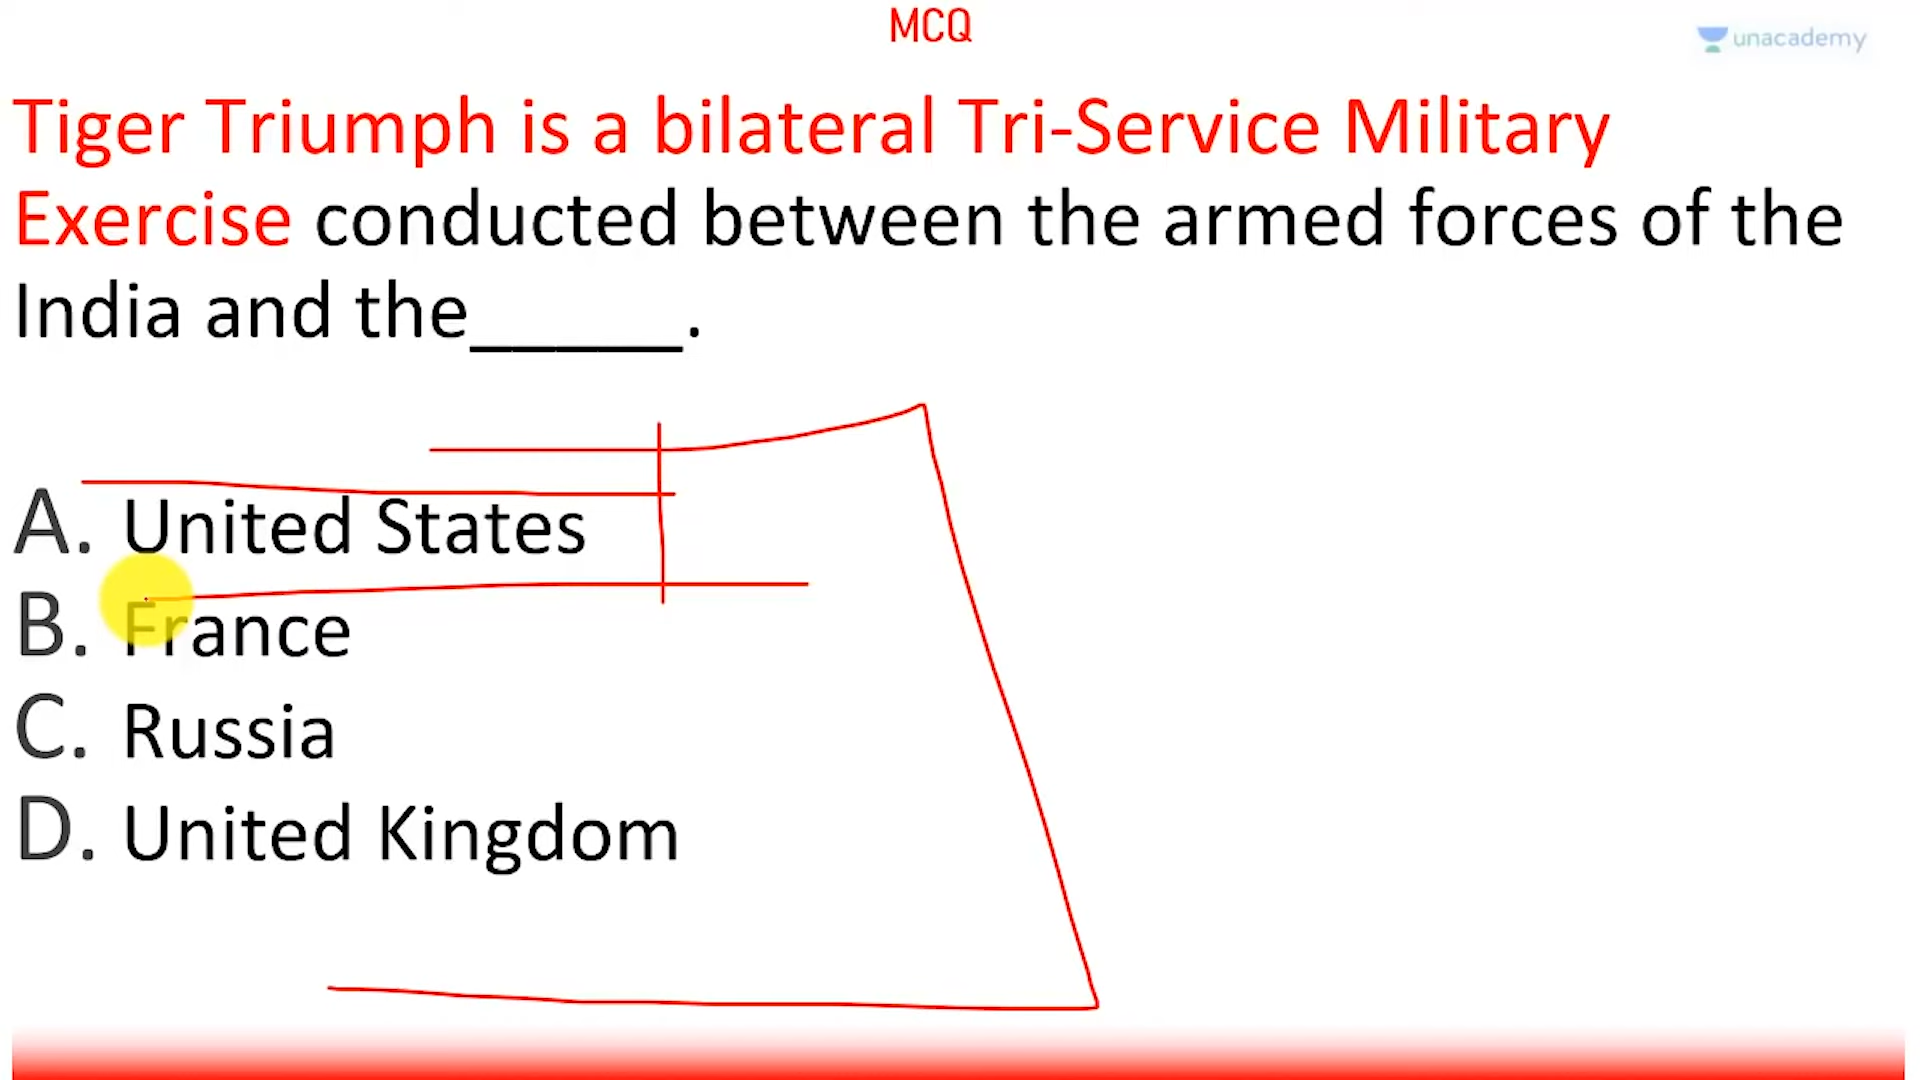 MCQ
unacademy
Tiger Triumph is a bilateral Tri-Service Military
Exercise conducted between the armed forces of the
India and the_____.
A. United States
B. France
C. Russia
D. United Kingdom